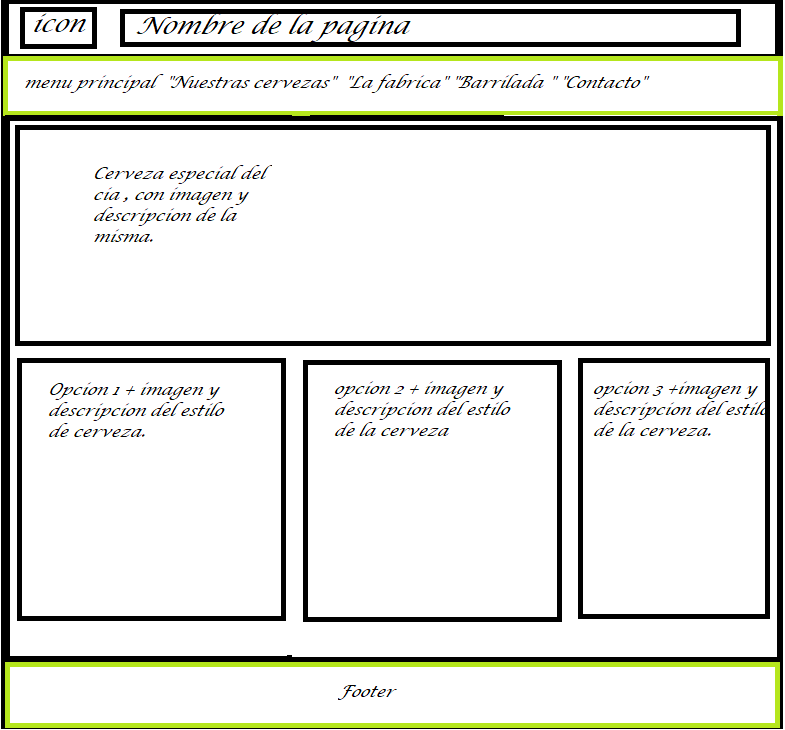 icon
Nombre de la pagina
menu principal "Nuestras cervezas" "La fabrica" "Barrilada " "Contacto"
Cerveza especial del
cia , con imagen y
descripcion de la
misma.
Opcion 1 + imagen y
descripcion del estilo
de cerveza.
opcion 2 + imagen y
descripcion del estilo
de la cerveza
opcion 3 +imagen y
descripcion del estilo
de la cerveza.
Footer